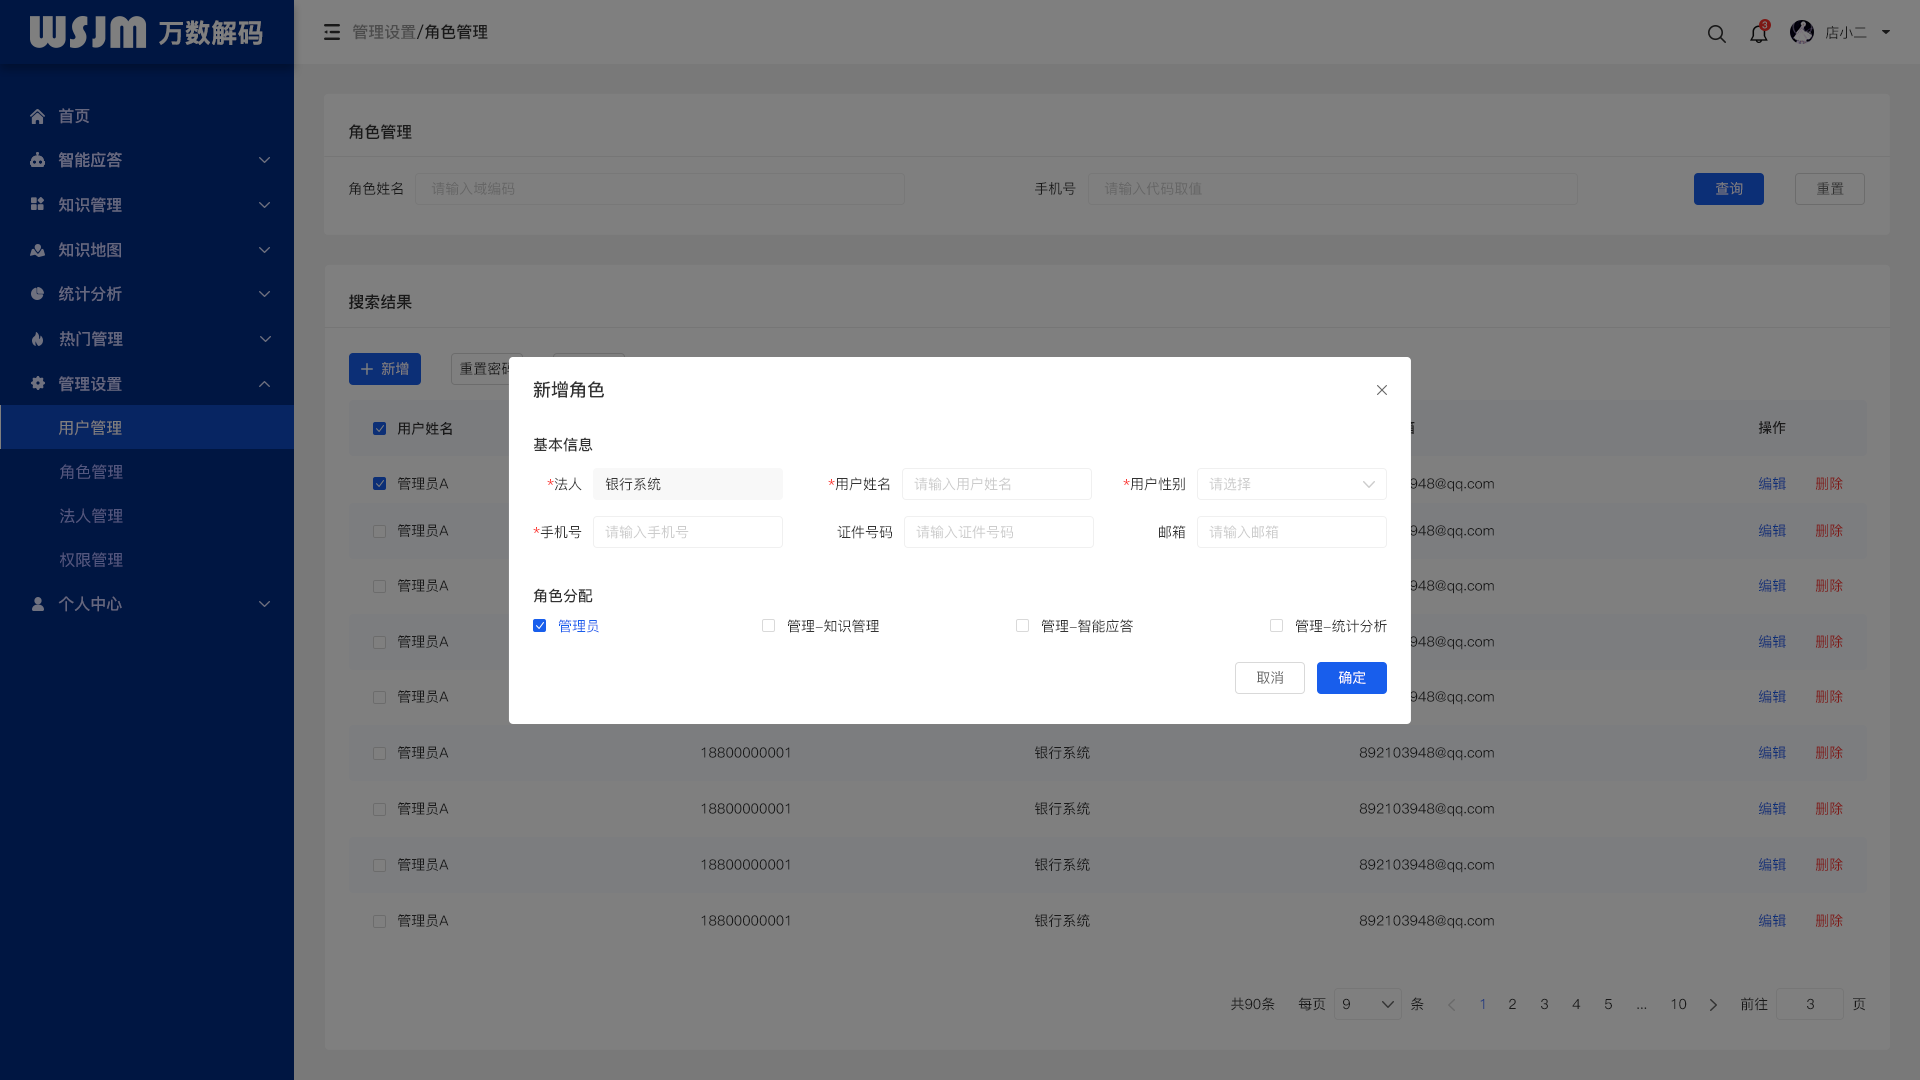 WSJM 万数解码
管理设置/角色管理
3
店小二
首页
智能应答
知识管理
知识地图
统计分析
热门管理
管理设置
用户管理
角色管理
法人管理
权限管理
个人中心
角色管理
角色姓名 请输入域编码 手机号 请输入代码取值 查询 重置
搜索结果
新增 重置密码
用户姓名 操作
管理员A 948@qq.com 编辑 删除
管理员A 948@qq.com 编辑 删除
管理员A 948@qq.com 编辑 删除
管理员A 948@qq.com 编辑 删除
管理员A 948@qq.com 编辑 删除
管理员A 18800000001 银行系统 892103948@qq.com 编辑 删除
管理员A 18800000001 银行系统 892103948@qq.com 编辑 删除
管理员A 18800000001 银行系统 892103948@qq.com 编辑 删除
管理员A 18800000001 银行系统 892103948@qq.com 编辑 删除
共90条 每页 9 条 1 2 3 4 5 ... 10 前往 3 页
新增角色
基本信息
*法人 银行系统 *用户姓名 请输入用户姓名 *用户性别 请选择
*手机号 请输入手机号 证件号码 请输入证件号码 邮箱 请输入邮箱
角色分配
管理员 管理-知识管理 管理-智能应答 管理-统计分析
取消 确定